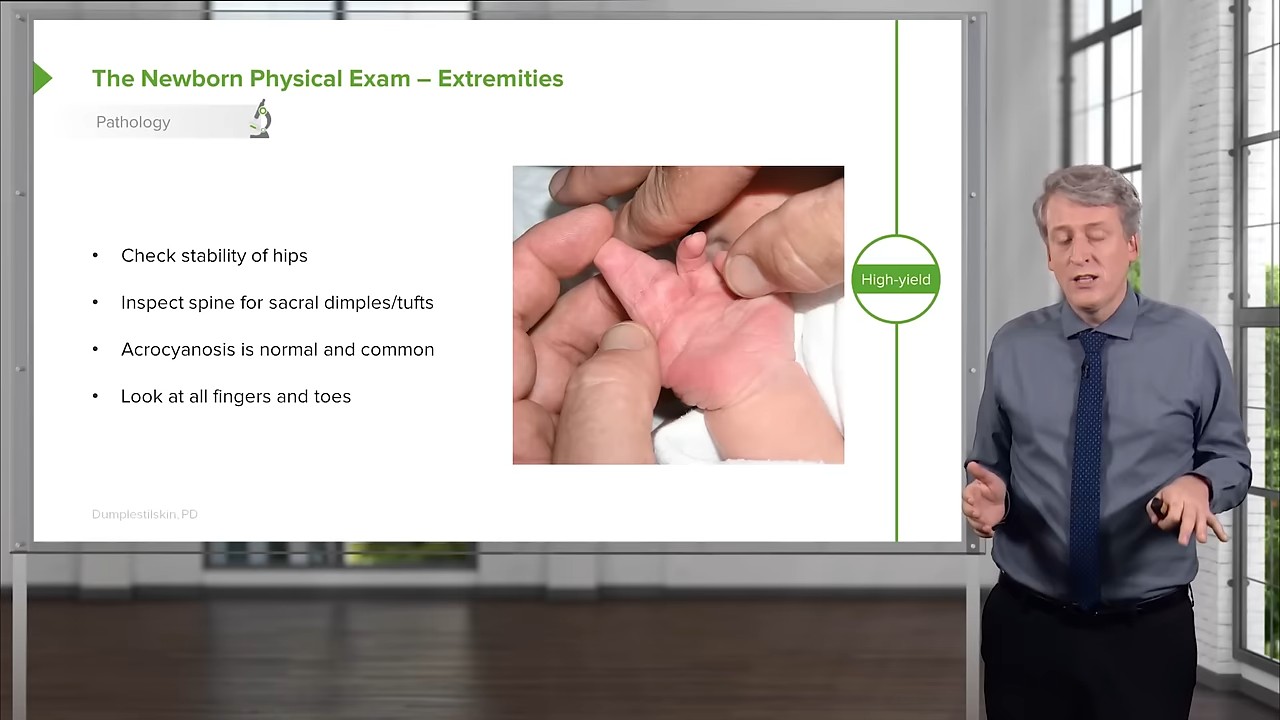 The Newborn Physical Exam – Extremities
Pathology
• Check stability of hips
• Inspect spine for sacral dimples/tufts
• Acrocyanosis is normal and common
• Look at all fingers and toes
High-yield
Dumplestilskin, PD